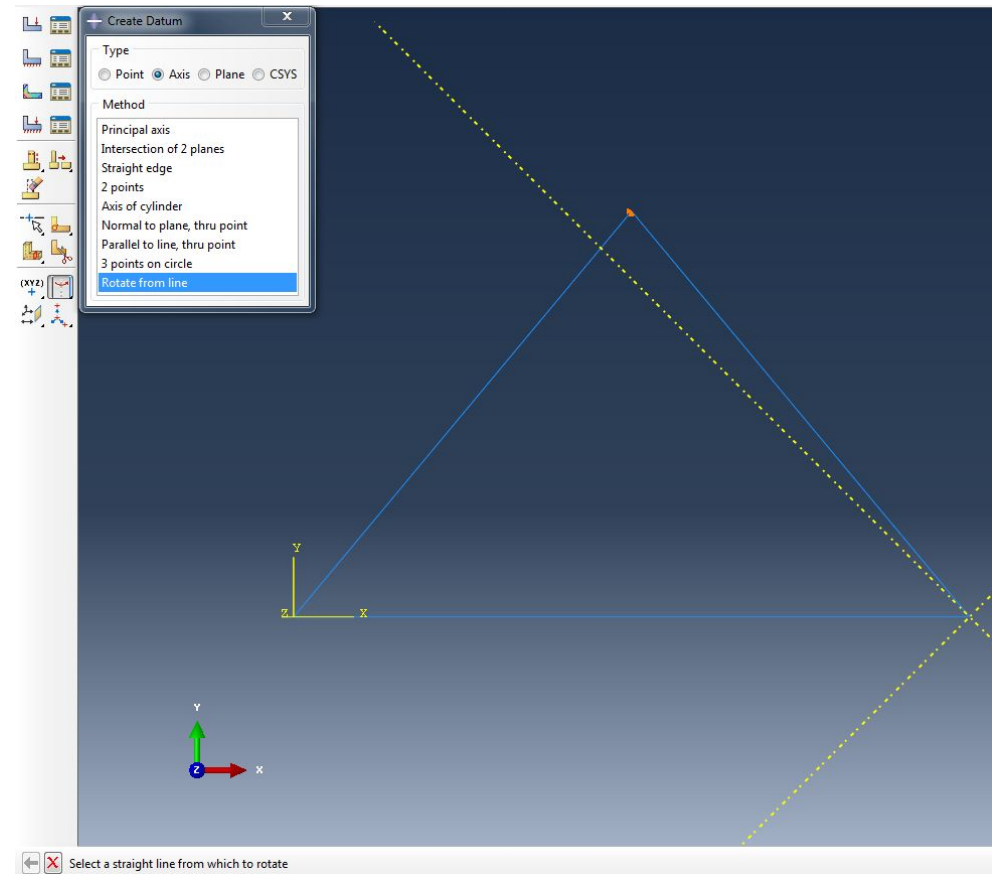 Create Datum
X
Type
Point Axis Plane CSYS
Method
Principal axis
Intersection of 2 planes
Straight edge
2 points
Axis of cylinder
Normal to plane, thru point
Parallel to line, thru point
3 points on circle
Rotate from line
(XYZ)
Y
Z X
Y
Z X
Select a straight line from which to rotate